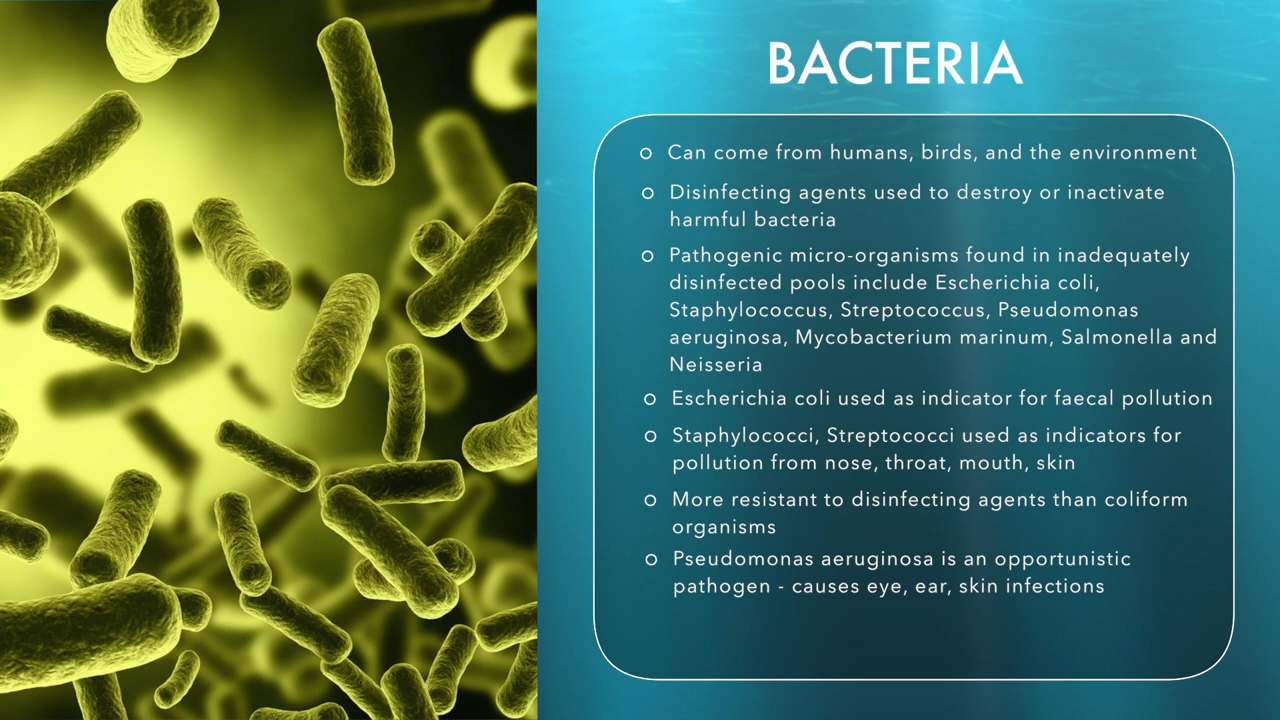 BACTERIA
Can come from humans, birds, and the environment
Disinfecting agents used to destroy or inactivate
harmful bacteria
Pathogenic micro-organisms found in inadequately
disinfected pools include Escherichia coli,
Staphylococcus, Streptococcus, Pseudomonas
aeruginosa, Mycobacterium marinum, Salmonella and
Neisseria
Escherichia coli used as indicator for faecal pollution
Staphylococci, Streptococci used as indicators for
pollution from nose, throat, mouth, skin
More resistant to disinfecting agents than coliform
organisms
Pseudomonas aeruginosa is an opportunistic
pathogen - causes eye, ear, skin infections